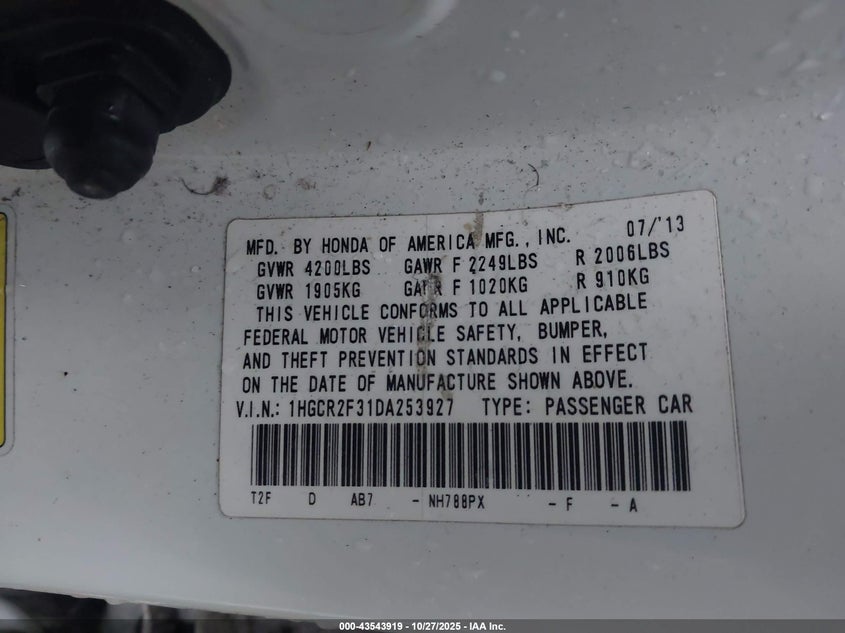 MFD. BY HONDA OF AMERICA MFG., INC. 07/'13
GVWR 4200LBS GAWR F 2249LBS R 2006LBS
GVWR 1905KG GAWR F 1020KG R 910KG
THIS VEHICLE CONFORMS TO ALL APPLICABLE
FEDERAL MOTOR VEHICLE SAFETY, BUMPER,
AND THEFT PREVENTION STANDARDS IN EFFECT
ON THE DATE OF MANUFACTURE SHOWN ABOVE.
V.I.N.: 1HGCR2F31DA253927 TYPE: PASSENGER CAR
T2F D AB7 - NH788PX - F - A
000-43543919 - 10/27/2025 - IAA Inc.